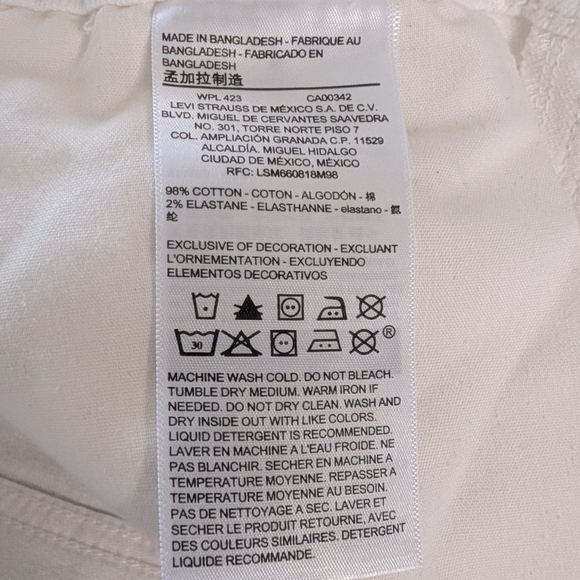 MADE IN BANGLADESH - FABRIQUE AU
BANGLADESH - FABRICADO EN
BANGLADESH
孟加拉制造
WPL 423 CA00342
LEVI STRAUSS DE MÉXICO S.A. DE C.V.
BLVD. MIGUEL DE CERVANTES SAAVEDRA
NO. 301, TORRE NORTE PISO 7
COL. AMPLIACIÓN GRANADA C.P. 11529
ALCALDÍA. MIGUEL HIDALGO
CIUDAD DE MÉXICO, MÉXICO
RFC: LSM660818M98
98% COTTON - COTON - ALGODÓN - 棉
2% ELASTANE - ELASTHANNE - elastano - 氨
纶
EXCLUSIVE OF DECORATION - EXCLUANT
L'ORNEMENTATION - EXCLUYENDO
ELEMENTOS DECORATIVOS
30 ®
MACHINE WASH COLD. DO NOT BLEACH.
TUMBLE DRY MEDIUM. WARM IRON IF
NEEDED. DO NOT DRY CLEAN. WASH AND
DRY INSIDE OUT WITH LIKE COLORS.
LIQUID DETERGENT IS RECOMMENDED.
LAVER EN MACHINE A L'EAU FROIDE. NE
PAS BLANCHIR. SECHER EN MACHINE A
TEMPERATURE MOYENNE. REPASSER A
TEMPERATURE MOYENNE AU BESOIN.
PAS DE NETTOYAGE A SEC. LAVER ET
SECHER LE PRODUIT RETOURNE, AVEC
DES COULEURS SIMILAIRES. DETERGENT
LIQUIDE RECOMMANDE.